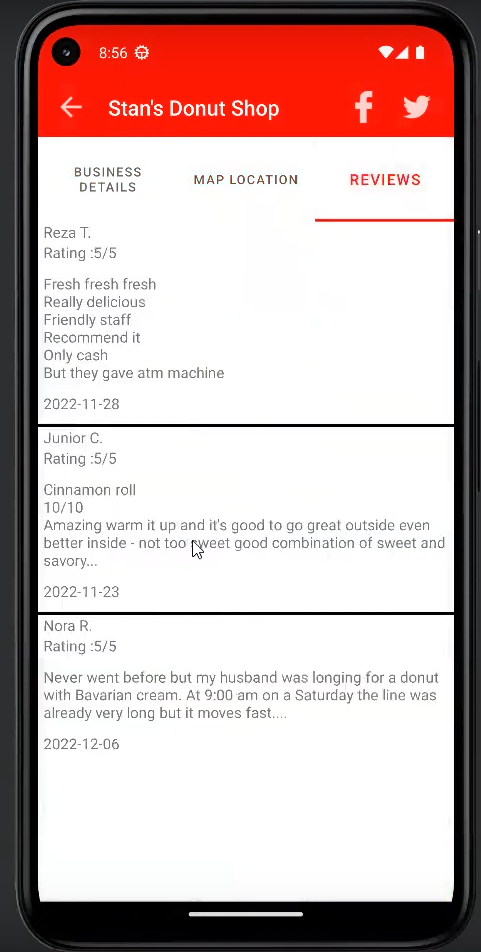 8:56
Stan's Donut Shop
BUSINESS
DETAILS
MAP LOCATION
REVIEWS
Reza T.
Rating :5/5
Fresh fresh fresh
Really delicious
Friendly staff
Recommend it
Only cash
But they gave atm machine
2022-11-28
Junior C.
Rating :5/5
Cinnamon roll
10/10
Amazing warm it up and it's good to go great outside even
better inside - not too sweet good combination of sweet and
savory...
2022-11-23
Nora R.
Rating :5/5
Never went before but my husband was longing for a donut
with Bavarian cream. At 9:00 am on a Saturday the line was
already very long but it moves fast....
2022-12-06